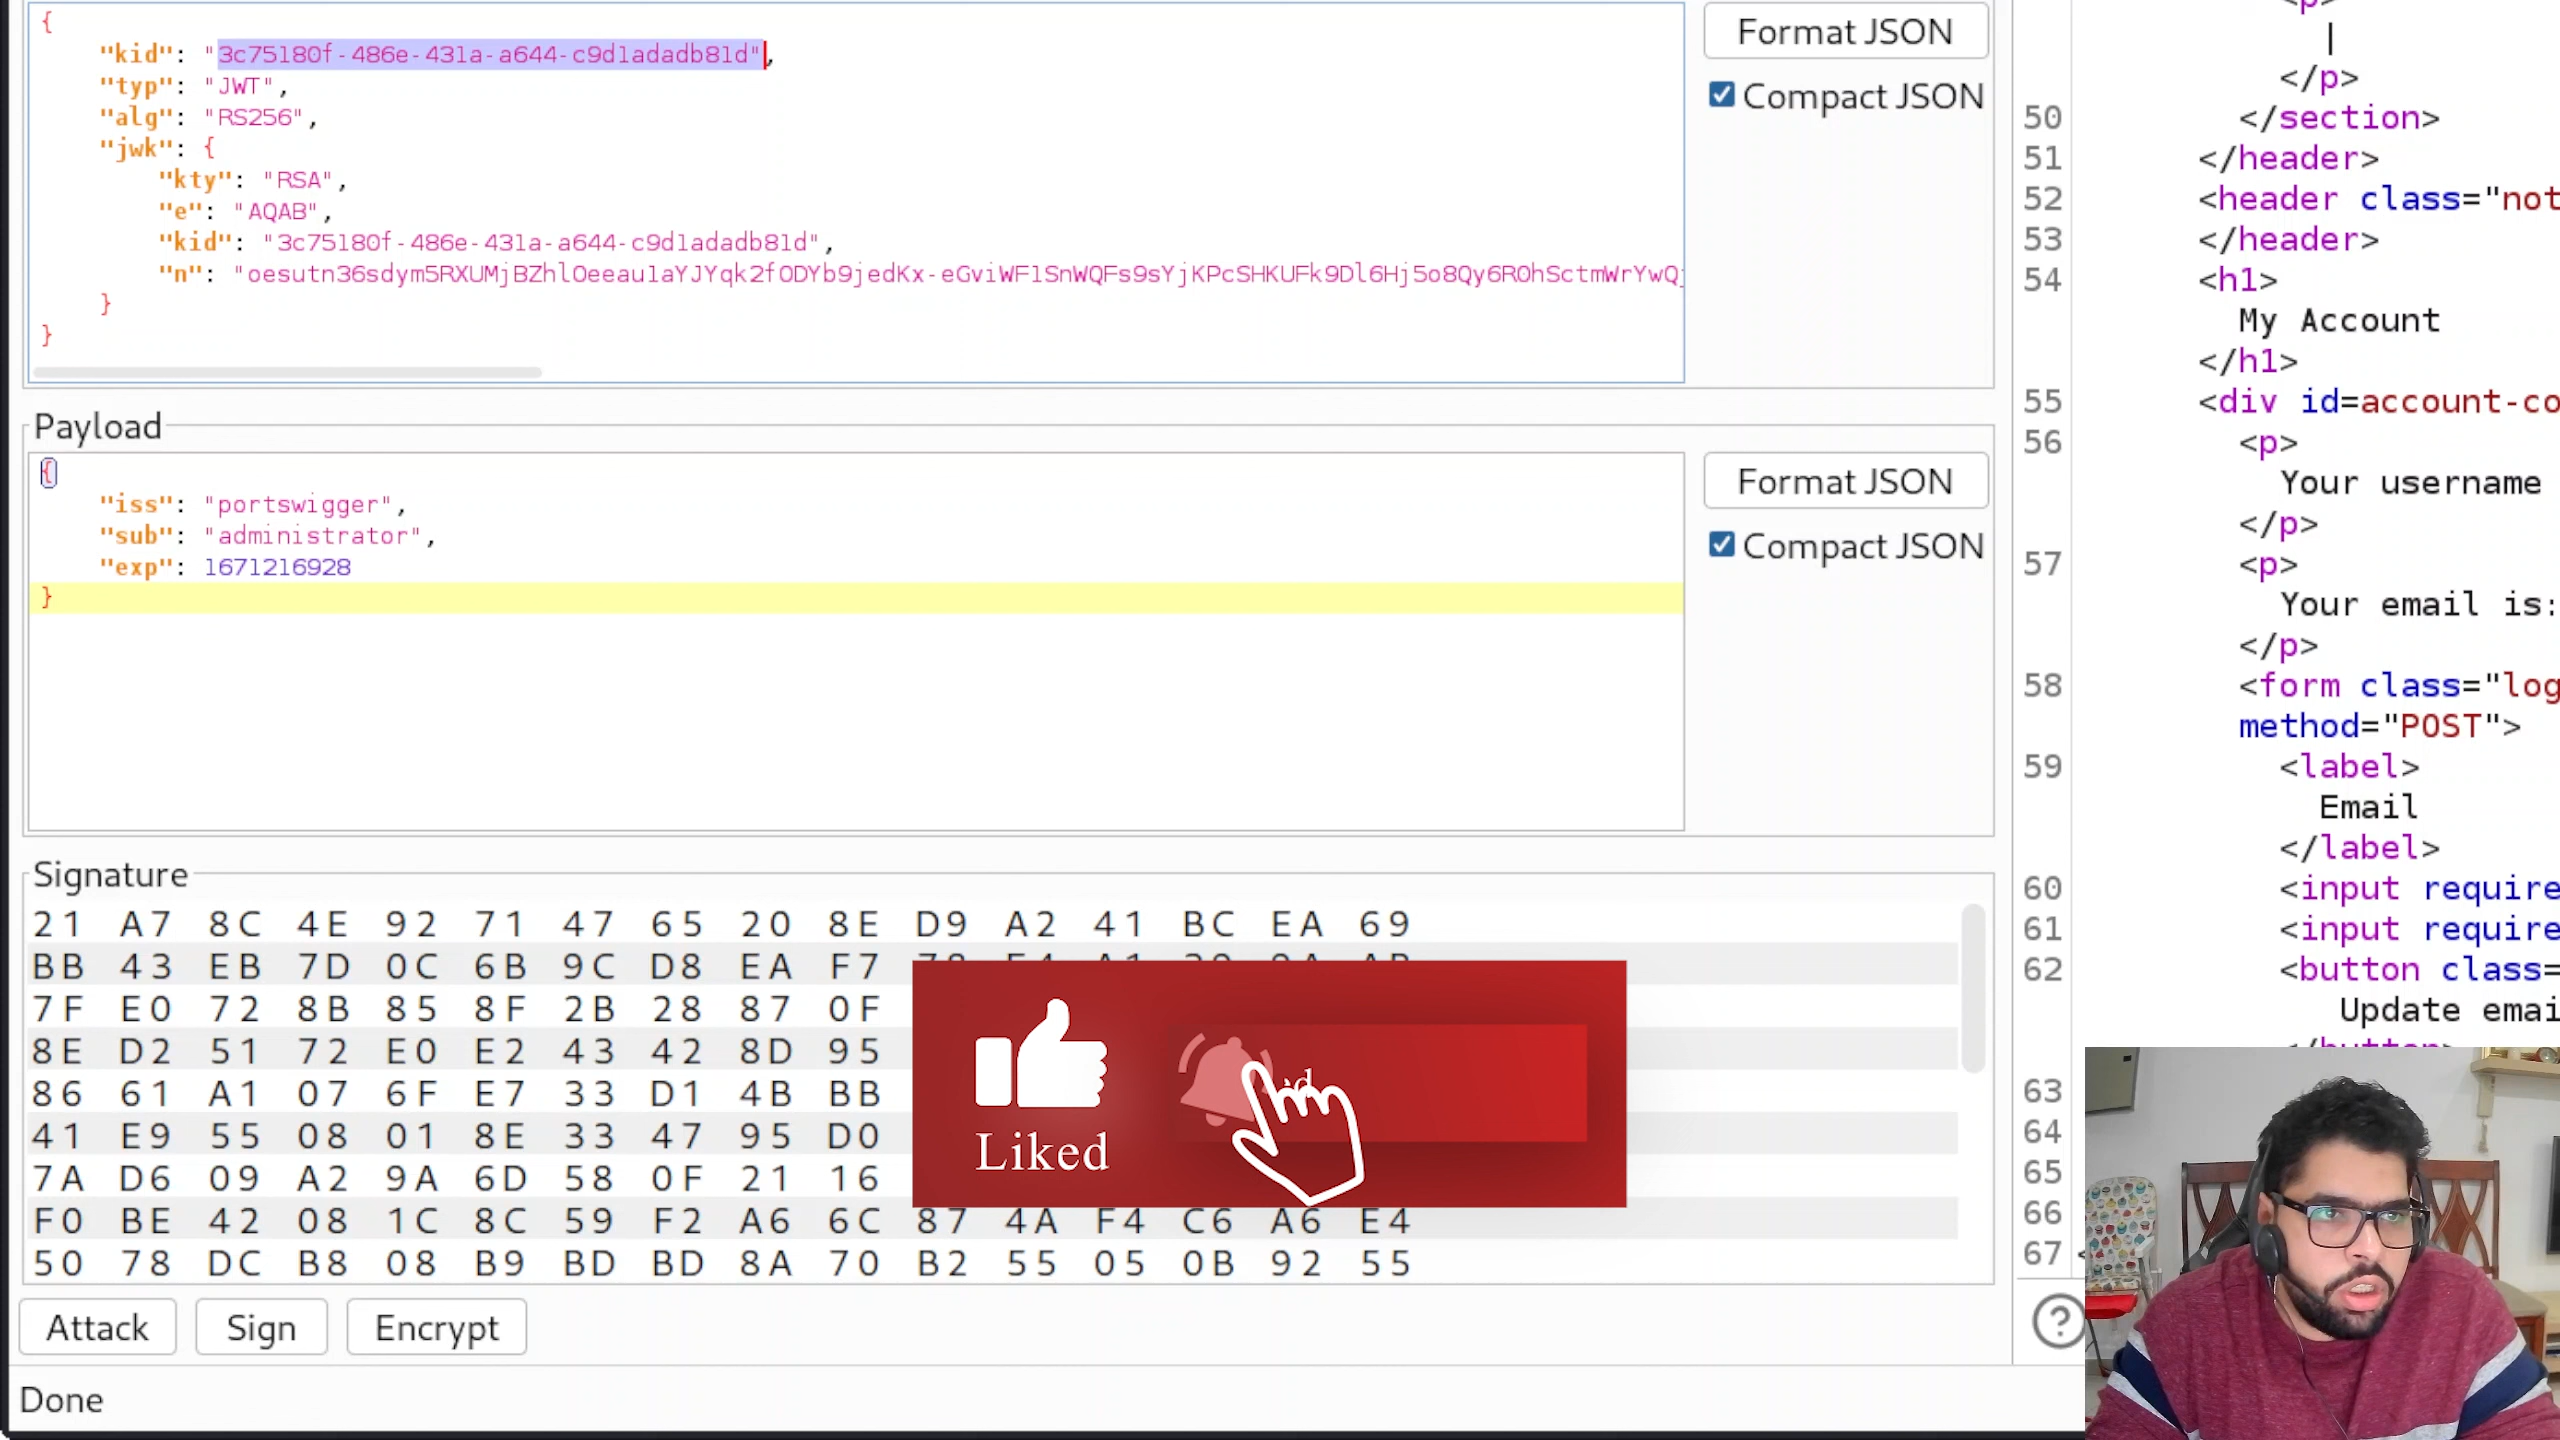 {
"kid": "3c75180f-486e-431a-a644-c9d1adadb81d",
"typ": "JWT",
"alg": "RS256",
"jwk": {
"kty": "RSA",
"e": "AQAB",
"kid": "3c75180f-486e-431a-a644-c9d1adadb81d",
"n": "oesutn36sdym5RXUMjBZhlOeeau1aYJYqk2fODYb9jedKx-eGviWF1SnWQFs9sYjKPcSHKUFk9Dl6Hj5o8Qy6R0hSctmWrYwQ
}
}
Format JSON
Compact JSON
Payload
{
"iss": "portswigger",
"sub": "administrator",
"exp": 1671216928
}
Format JSON
Compact JSON
Signature
21 A7 8C 4E 92 71 47 65 20 8E D9 A2 41 BC EA 69
BB 43 EB 7D 0C 6B 9C D8 EA F7
7F E0 72 8B 85 8F 2B 28 87 0F
8E D2 51 72 E0 E2 43 42 8D 95
86 61 A1 07 6F E7 33 D1 4B BB
41 E9 55 08 01 8E 33 47 95 D0
7A D6 09 A2 9A 6D 58 0F 21 16
F0 BE 42 08 1C 8C 59 F2 A6 6C 87 4A F4 C6 A6 E4
50 78 DC B8 08 B9 BD BD 8A 70 B2 55 05 0B 92 55
Liked
Attack
Sign
Encrypt
Done
<p>
|
</p>
50 </section>
51 </header>
52 <header class="not
53 </header>
54 <h1>
My Account
</h1>
55 <div id=account-co
56 <p>
Your username
</p>
57 <p>
Your email is:
</p>
58 <form class="log
method="POST">
59 <label>
Email
</label>
60 <input require
61 <input require
62 <button class=
Update emai
63
64
65
66
67 <
?